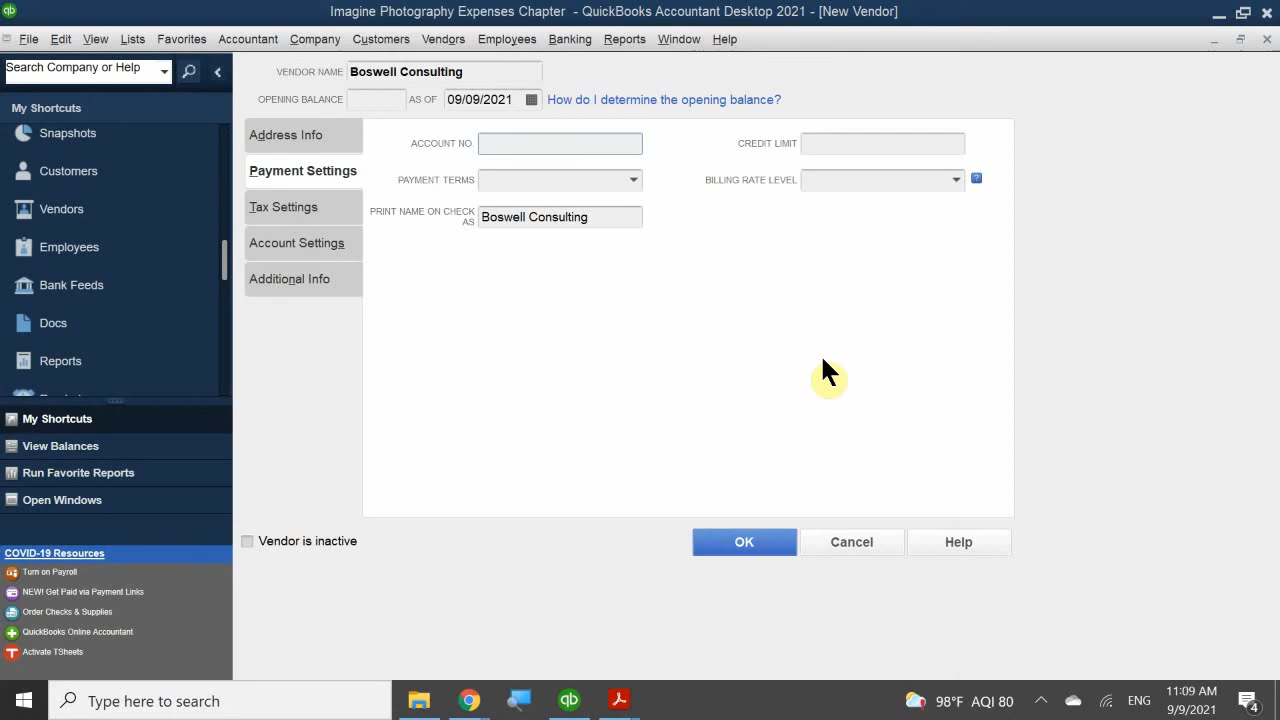 Imagine Photography Expenses Chapter - QuickBooks Accountant Desktop 2021 - [New Vendor]
File Edit View Lists Favorites Accountant Company Customers Vendors Employees Banking Reports Window Help
Search Company or Help
My Shortcuts
Snapshots
Customers
Vendors
Employees
Bank Feeds
Docs
Reports
My Shortcuts
View Balances
Run Favorite Reports
Open Windows
COVID-19 Resources
Turn on Payroll
NEW! Get Paid via Payment Links
Order Checks & Supplies
QuickBooks Online Accountant
Activate TSheets
VENDOR NAME Boswell Consulting
OPENING BALANCE AS OF 09/09/2021 How do I determine the opening balance?
Address Info
Payment Settings
Tax Settings
Account Settings
Additional Info
ACCOUNT NO. CREDIT LIMIT
PAYMENT TERMS BILLING RATE LEVEL ?
PRINT NAME ON CHECK
AS Boswell Consulting
Vendor is inactive
OK Cancel Help
Type here to search
98°F AQI 80 ENG
11:09 AM
9/9/2021
4